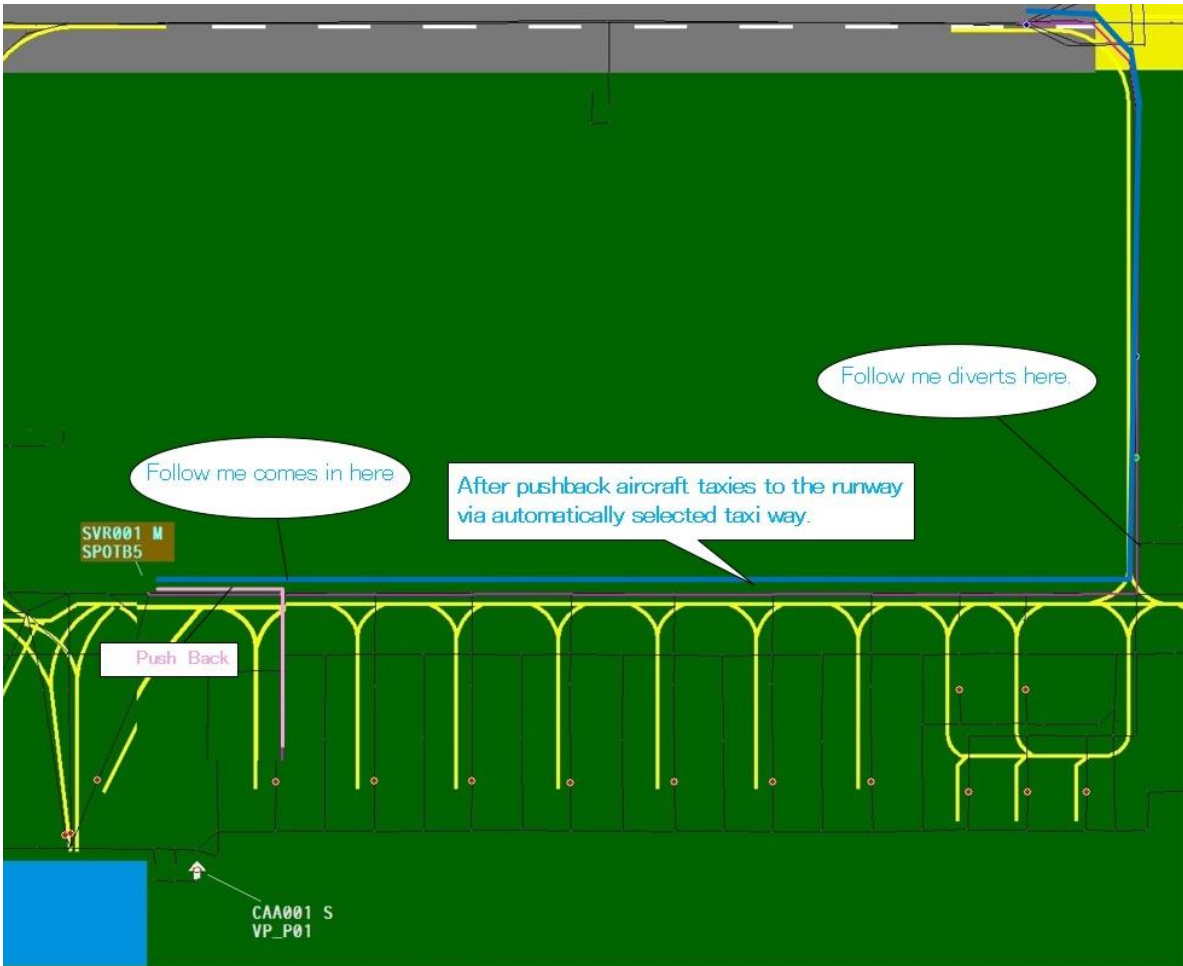 Follow me diverts here.
Follow me comes in here
After pushback aircraft taxies to the runway
via automatically selected taxi way.
SVR001 M
SPOTB5
Push Back
CAA001 S
VP_P01